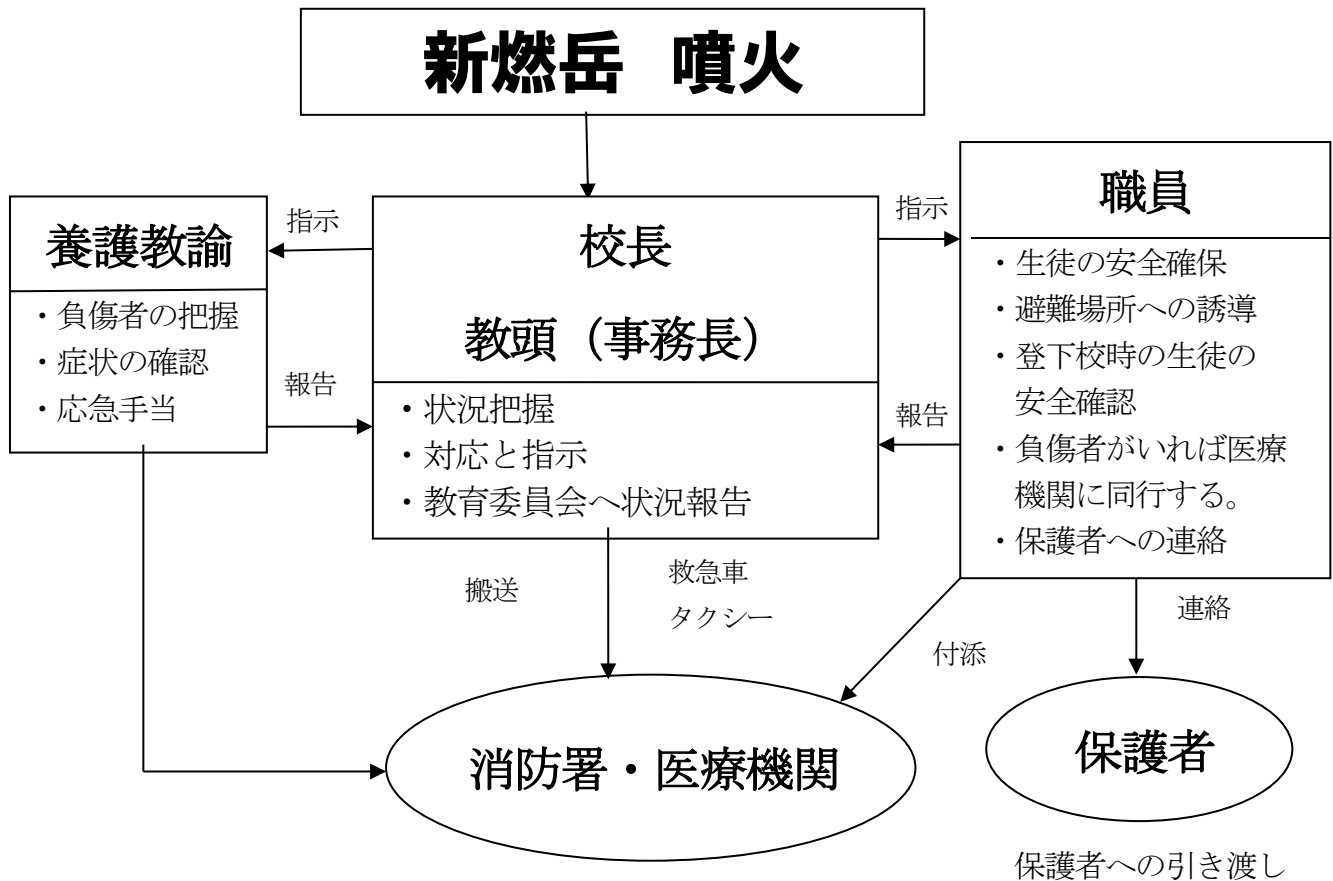 新燃岳　噴火
指示
養護教諭
・負傷者の把握
・症状の確認
・応急手当
報告
校長
教頭（事務長）
・状況把握
・対応と指示
・教育委員会へ状況報告
指示
報告
職員
・生徒の安全確保
・避難場所への誘導
・登下校時の生徒の
安全確認
・負傷者がいれば医療
機関に同行する。
・保護者への連絡
搬送
救急車
タクシー
付添
連絡
消防署・医療機関
保護者
保護者への引き渡し